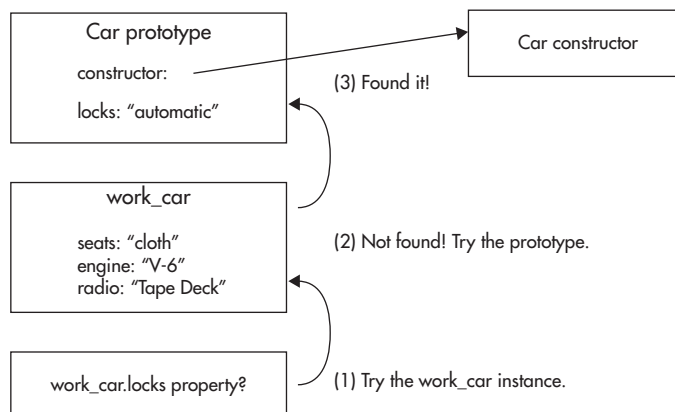 Car prototype
constructor:
locks: “automatic”
Car constructor
(3) Found it!
work_car
seats: “cloth”
engine: “V-6”
radio: “Tape Deck”
(2) Not found! Try the prototype.
work_car.locks property?
(1) Try the work_car instance.